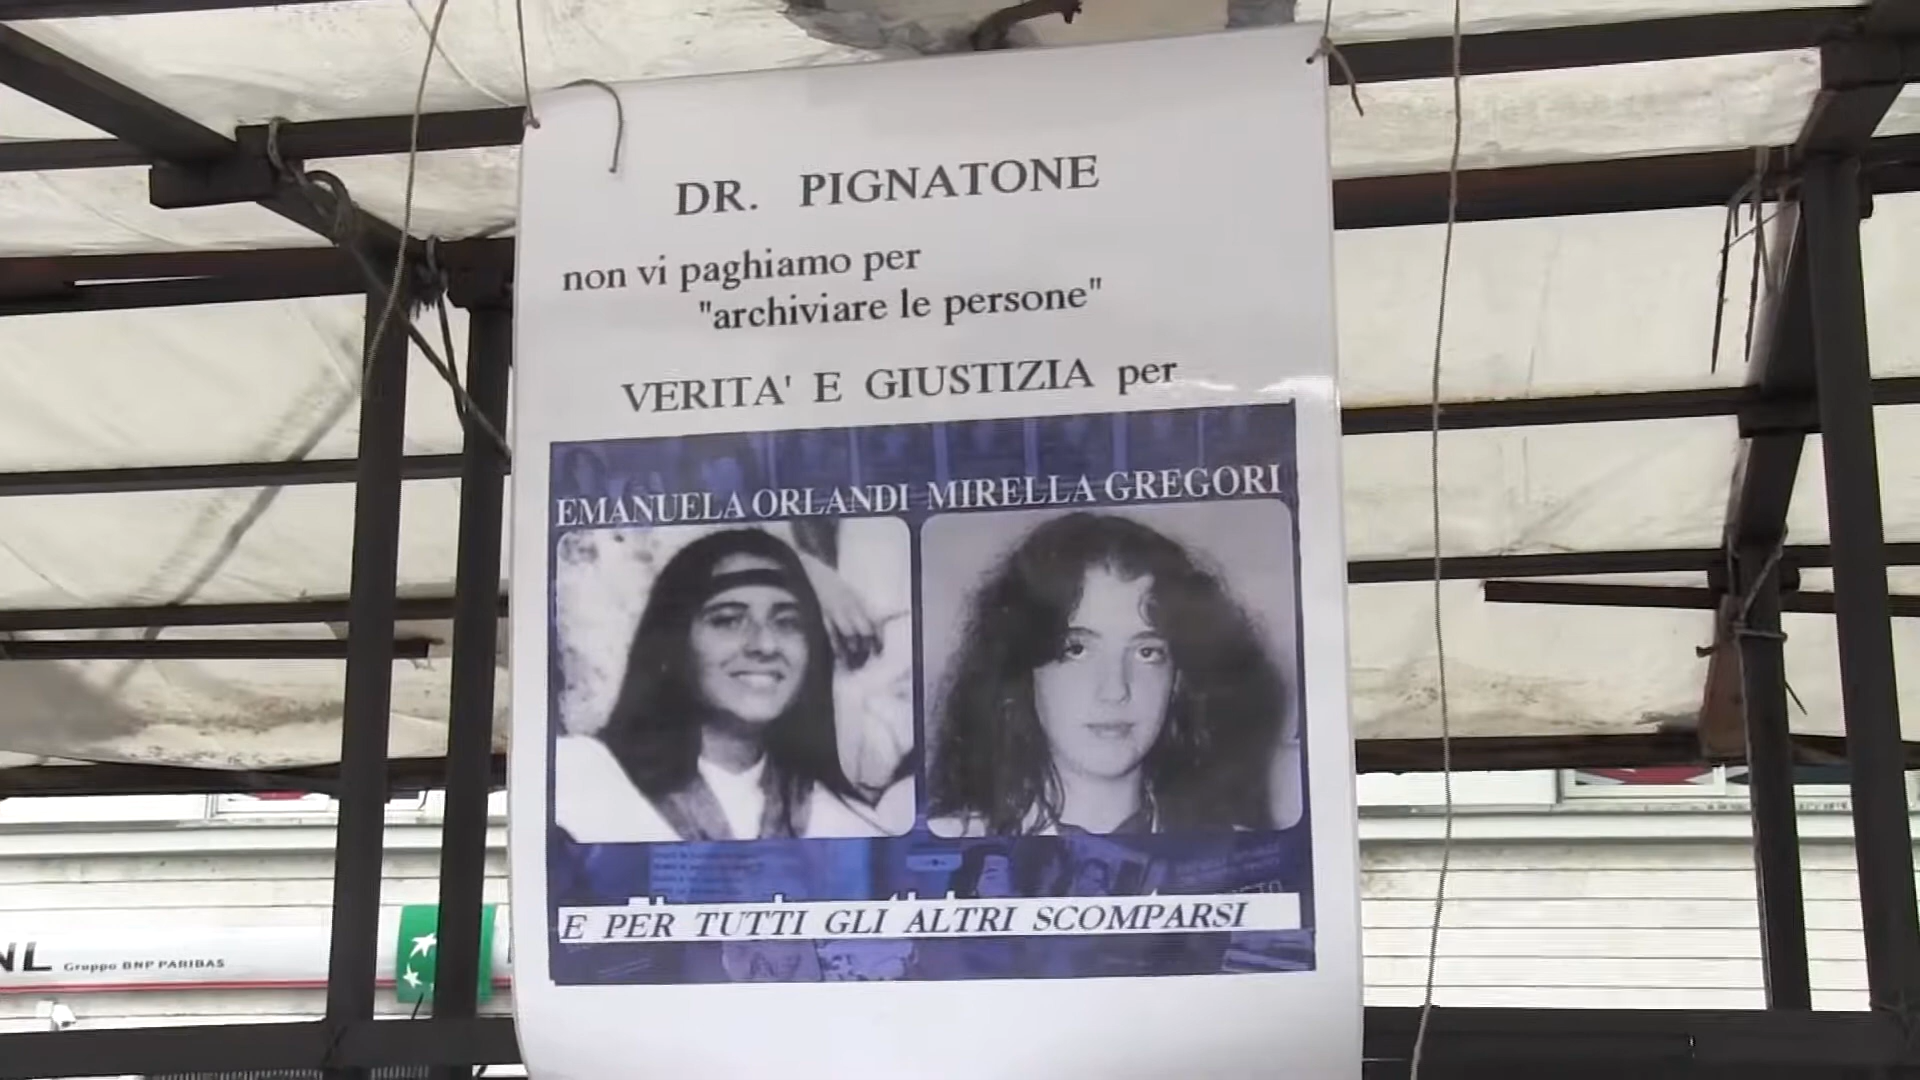 DR. PIGNATONE
non vi paghiamo per
"archiviare le persone"
VERITA' E GIUSTIZIA per
EMANUELA ORLANDI MIRELLA GREGORI
E PER TUTTI GLI ALTRI SCOMPARSI
NL Gruppo BNP PARIBAS